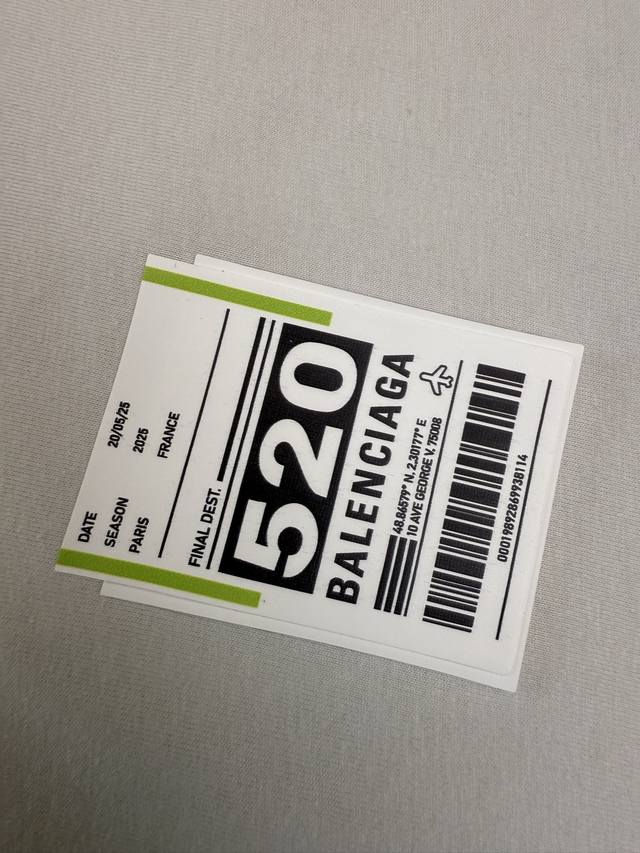 DATE 20/05/25
SEASON 2025
PARIS FRANCE
FINAL DEST.
520
BALENCIAGA
48.86579° N, 2.30177° E
10 AVE GEORGE V, 75008
0001989286993B114